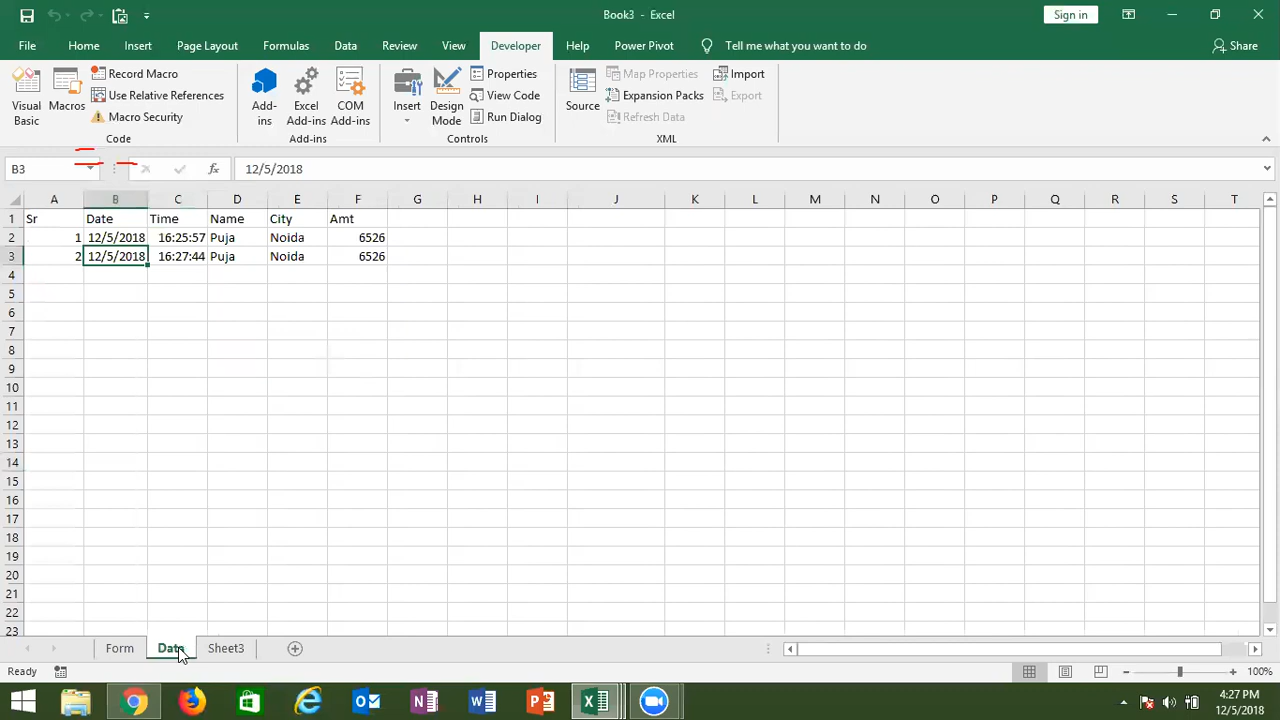 Book3 - Excel
Sign in
File Home Insert Page Layout Formulas Data Review View Developer Help Power Pivot Tell me what you want to do Share
Visual Basic
Macros
Record Macro
Use Relative References
Macro Security
Code
Add-ins
Excel Add-ins
COM Add-ins
Add-ins
Insert
Design Mode
Properties
View Code
Run Dialog
Controls
Source
Map Properties
Expansion Packs
Refresh Data
Import
Export
XML
B3 fx 12/5/2018
A B C D E F G H I J K L M N O P Q R S T
1 Sr Date Time Name City Amt
2 1 12/5/2018 16:25:57 Puja Noida 6526
3 2 12/5/2018 16:27:44 Puja Noida 6526
4
5
6
7
8
9
10
11
12
13
14
15
16
17
18
19
20
21
22
23
Form Data Sheet3
Ready 100%
4:27 PM
12/5/2018